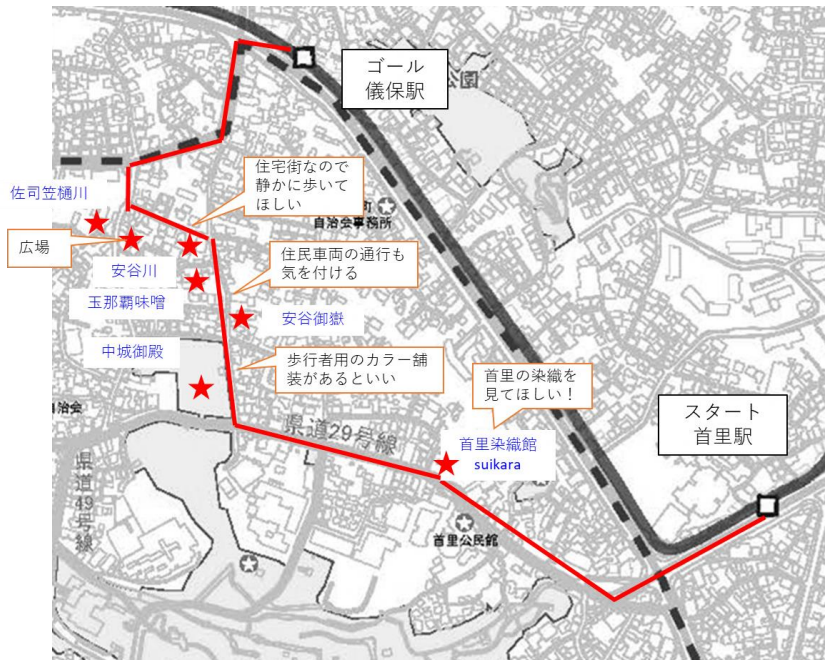 ゴール
儀保駅
公園
住宅街なので
静かに歩いて
ほしい
佐司笠樋川
町
自治会事務所
広場
安谷川
住民車両の通行も
気を付ける
玉那覇味噌
安谷御嶽
中城御殿
歩行者用のカラー舗
装があるといい
首里の染織を
見てほしい！
スタート
首里駅
自治会
県道29号線
首里染織館
suikara
県道49号線
首里公民館